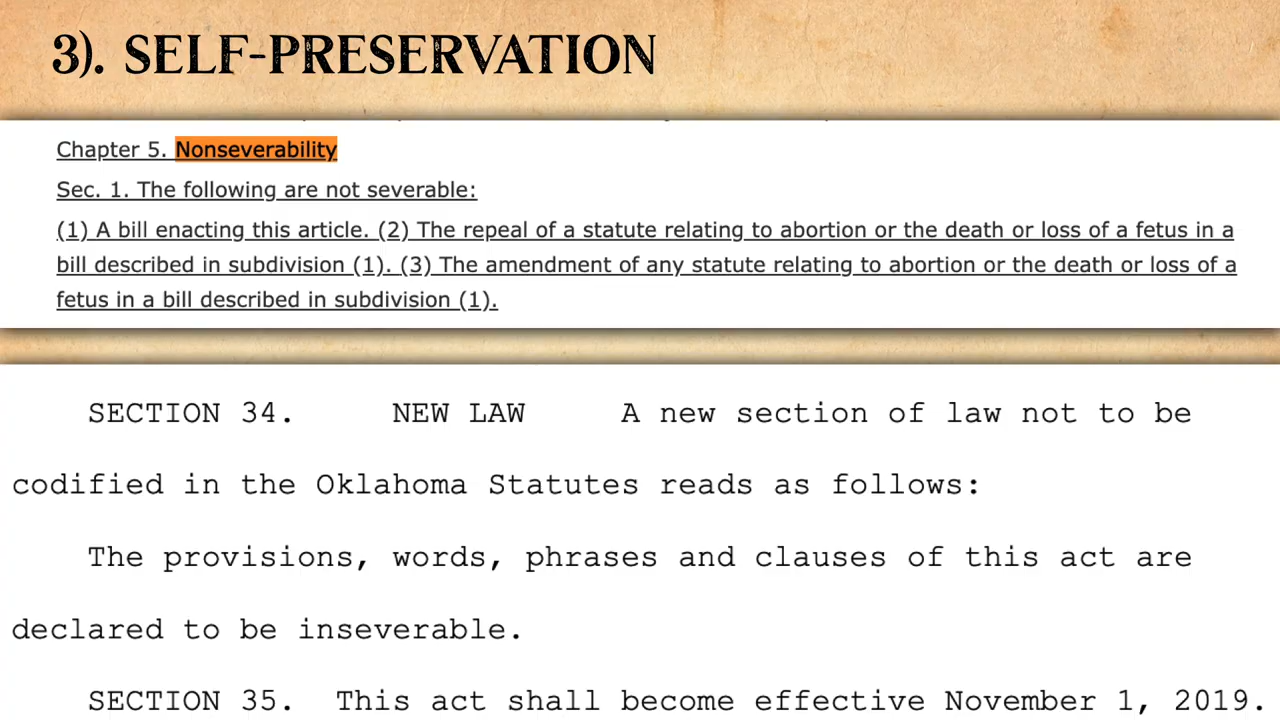 3). SELF-PRESERVATION
Chapter 5. Nonseverability
Sec. 1. The following are not severable:
(1) A bill enacting this article. (2) The repeal of a statute relating to abortion or the death or loss of a fetus in a
bill described in subdivision (1). (3) The amendment of any statute relating to abortion or the death or loss of a
fetus in a bill described in subdivision (1).
SECTION 34. NEW LAW A new section of law not to be
codified in the Oklahoma Statutes reads as follows:
The provisions, words, phrases and clauses of this act are
declared to be inseverable.
SECTION 35. This act shall become effective November 1, 2019.